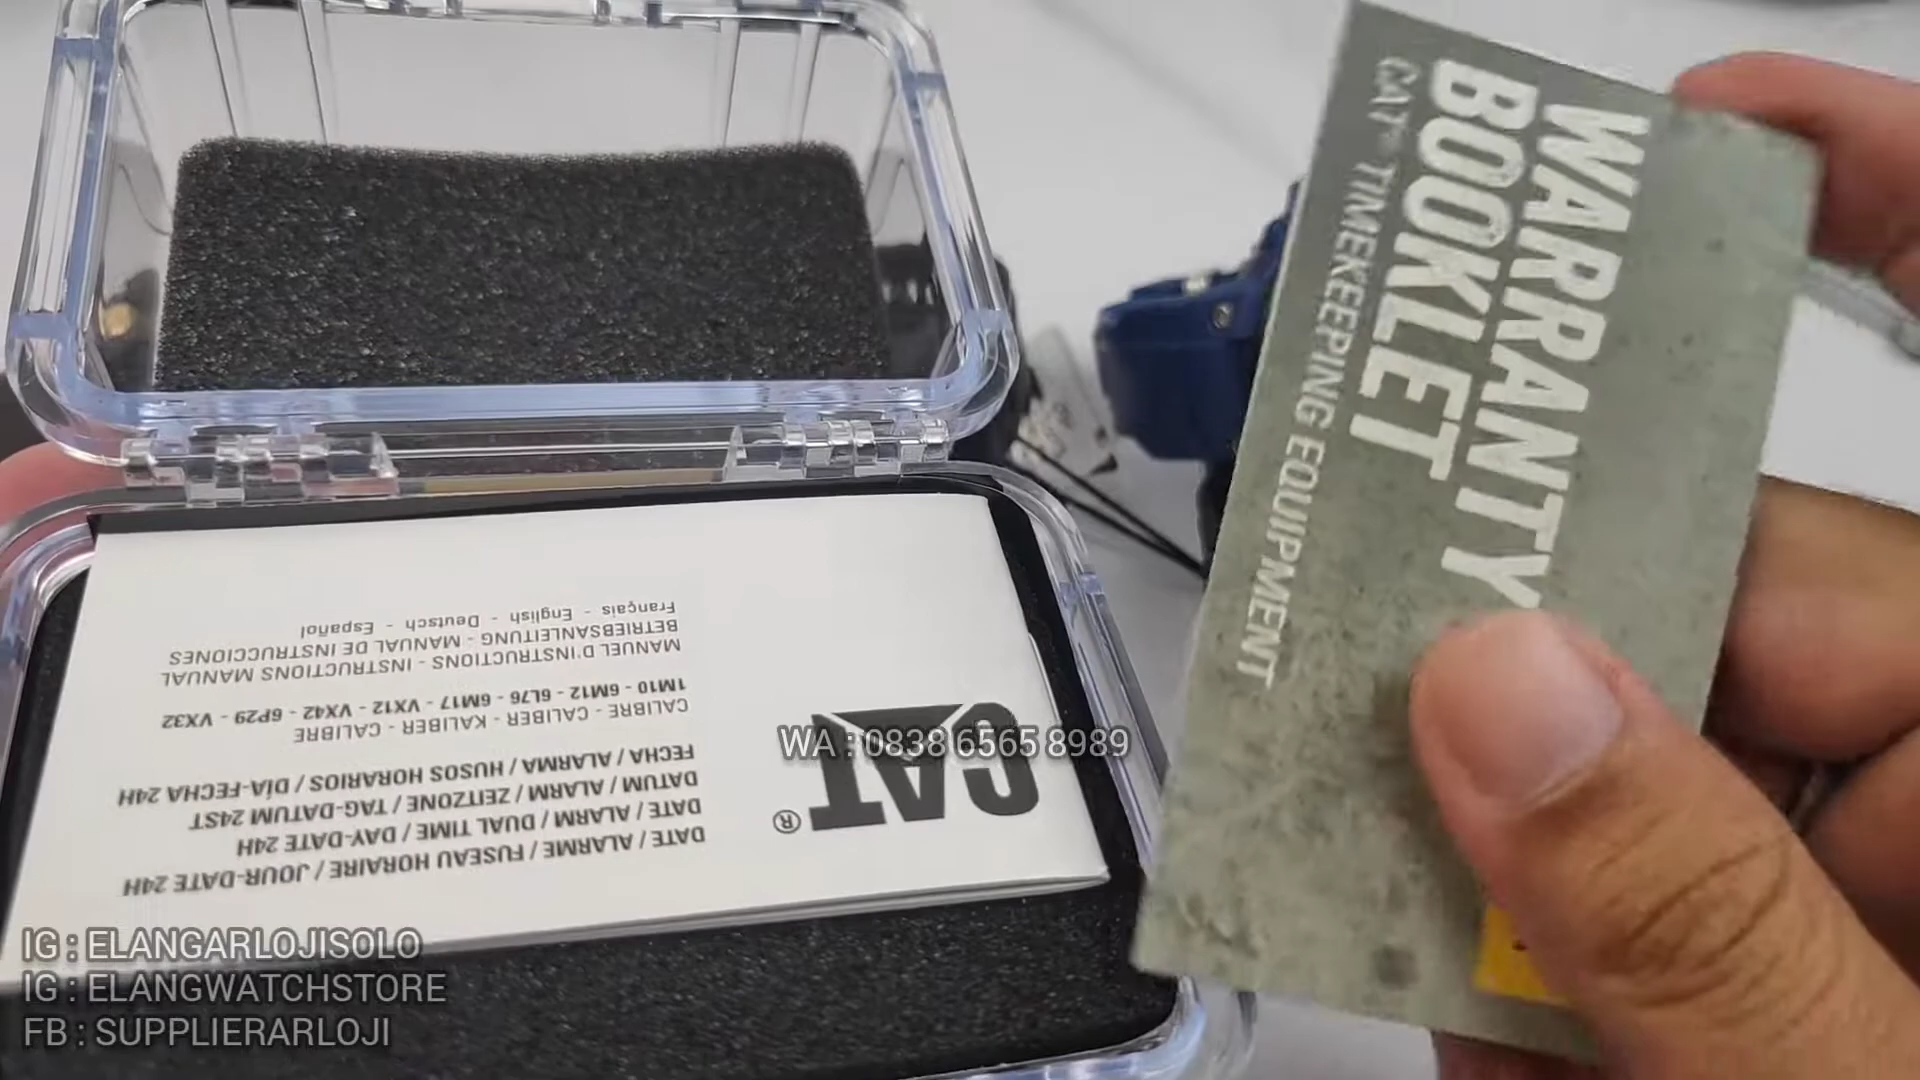 WARRANTY
BOOKLET
CAT® TIMEKEEPING EQUIPMENT
CAT®
DATE / ALARME / FUSEAU HORAIRE / JOUR-DATE 24H
DATE / ALARM / DUAL TIME / DAY-DATE 24H
DATUM / ALARM / ZEITZONE / TAG-DATUM 24ST
FECHA / ALARMA / HUSOS HORARIOS / DÍA-FECHA 24H
CALIBRE - CALIBER - KALIBER - CALIBRE
1M10 - 6M12 - 6L76 - 6M17 - VX12 - VX42 - 6P29 - VX32
MANUEL D'INSTRUCTIONS - INSTRUCTIONS MANUAL
BETRIEBSANLEITUNG - MANUAL DE INSTRUCCIONES
Français - English - Deutsch - Español
WA : 0838 6565 8989
IG : ELANGARLOJISOLO
IG : ELANGWATCHSTORE
FB : SUPPLIERARLOJI